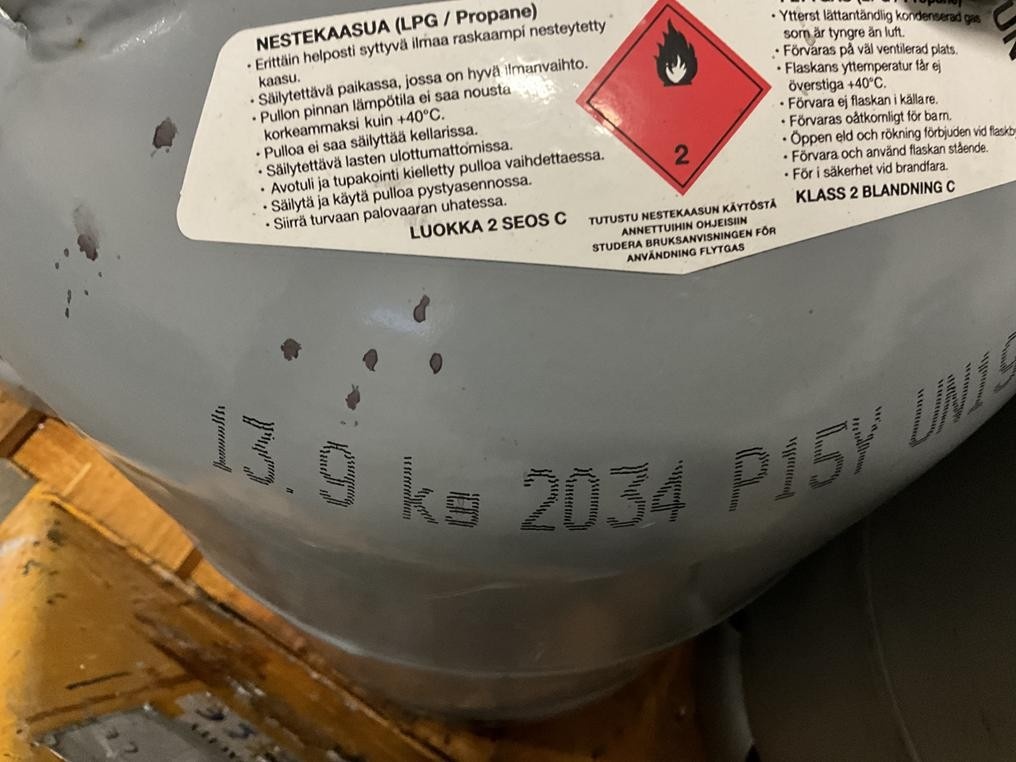 NESTEKAASUA (LPG / Propane)
• Erittäin helposti syttyvä ilmaa raskaampi nesteytetty
kaasu.
• Säilytettävä paikassa, jossa on hyvä ilmanvaihto.
• Pullon pinnan lämpötila ei saa nousta
korkeammaksi kuin +40°C.
• Pulloa ei saa säilyttää kellarissa.
• Säilytettävä lasten ulottumattomissa.
• Avotuli ja tupakointi kielletty pulloa vaihdettaessa.
• Säilytä ja käytä pulloa pystyasennossa.
• Siirrä turvaan palovaaran uhatessa.
LUOKKA 2 SEOS C
2
TUTUSTU NESTEKAASUN KÄYTÖSTÄ
ANNETTUIHIN OHJEISIIN
STUDERA BRUKSANVISNINGEN FÖR
ANVÄNDNING FLYTGAS
• Ytterst lättantändlig kondenserad gas
som är tyngre än luft.
• Förvaras på väl ventilerad plats.
• Flaskans yttemperatur får ej
överstiga +40°C.
• Förvara ej flaskan i källare.
• Förvaras oåtkomligt för barn.
• Öppen eld och rökning förbjuden vid flaskb
• Förvara och använd flaskan stående.
• För i säkerhet vid brandfara.
KLASS 2 BLANDNING C
UN
13.9 kg 2034 P15Y UN19